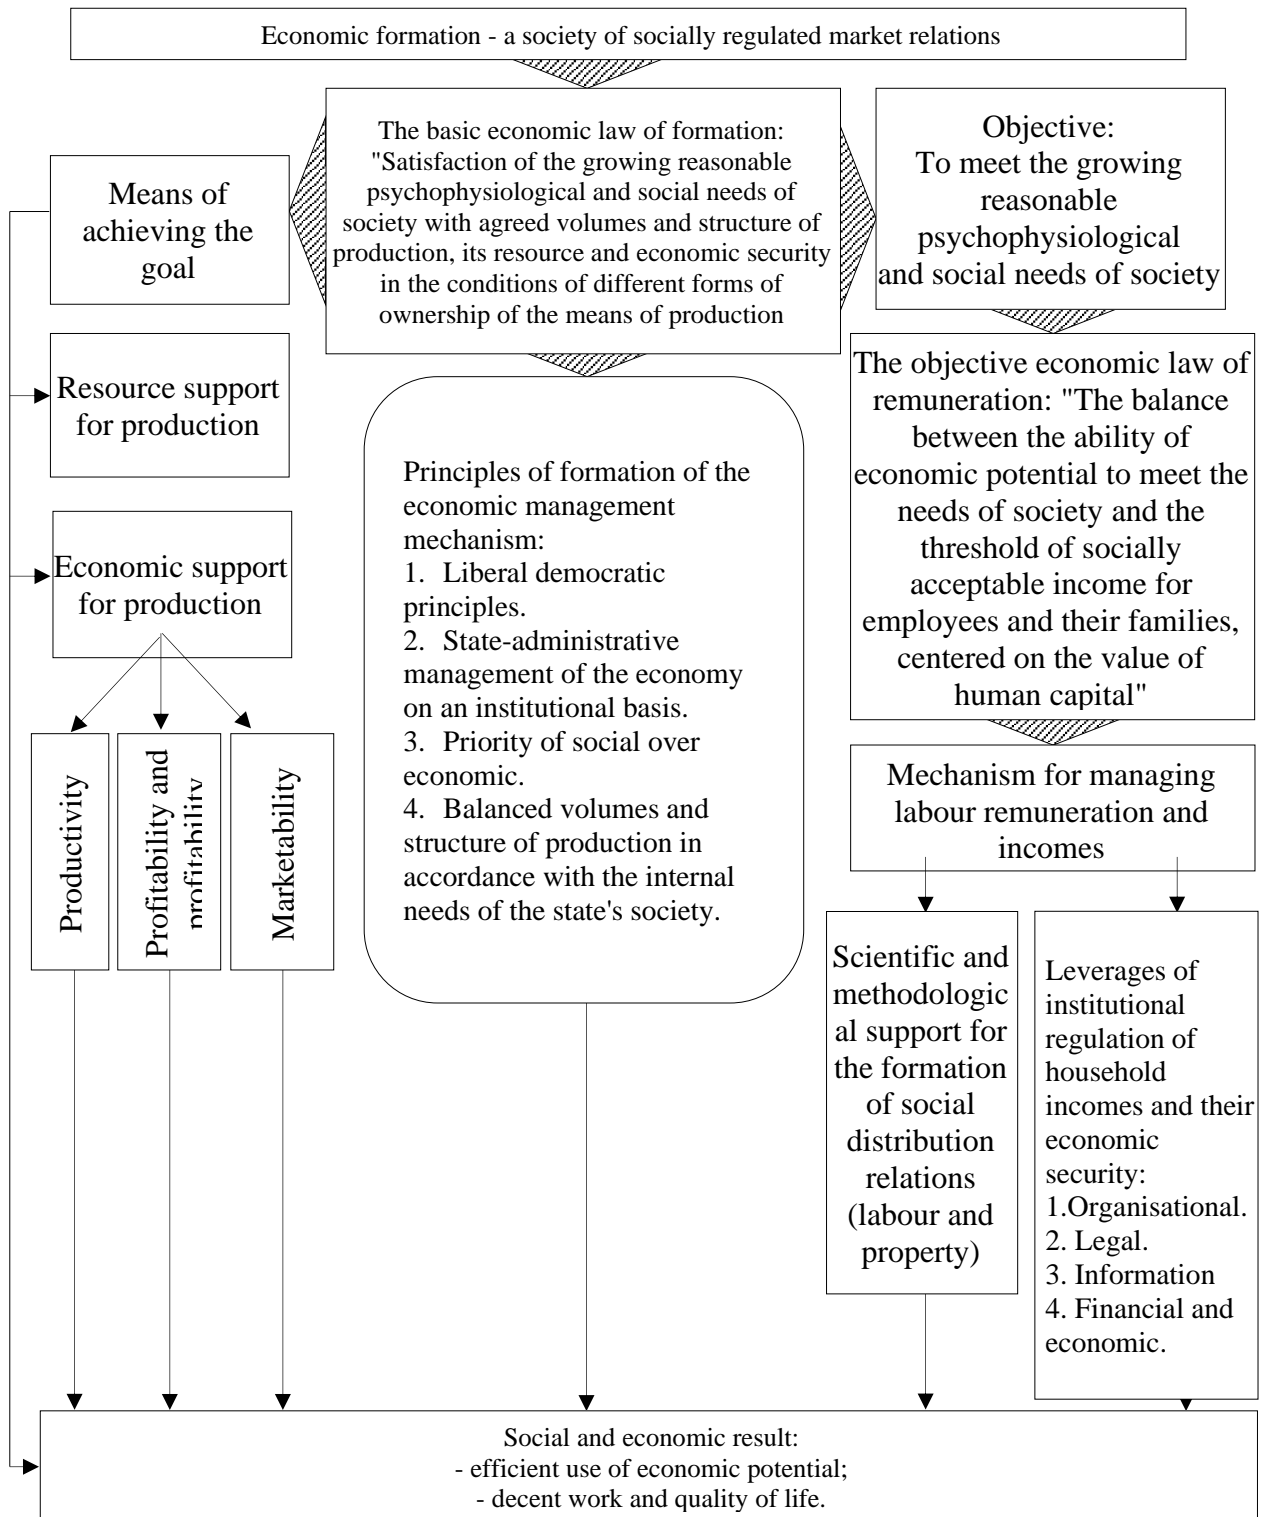 Economic formation - a society of socially regulated market relations
The basic economic law of formation:
"Satisfaction of the growing reasonable
psychophysiological and social needs of
society with agreed volumes and structure of
production, its resource and economic security
in the conditions of different forms of
ownership of the means of production
Objective:
To meet the growing
reasonable
psychophysiological
and social needs of society
Means of
achieving the
goal
Resource support
for production
Economic support
for production
Productivity
Profitability and
profitability
Marketability
Principles of formation of the
economic management
mechanism:
1. Liberal democratic
principles.
2. State-administrative
management of the economy
on an institutional basis.
3. Priority of social over
economic.
4. Balanced volumes and
structure of production in
accordance with the internal
needs of the state's society.
The objective economic law of
remuneration: "The balance
between the ability of
economic potential to meet the
needs of society and the
threshold of socially
acceptable income for
employees and their families,
centered on the value of
human capital"
Mechanism for managing
labour remuneration and
incomes
Scientific and
methodologic
al support for
the formation
of social
distribution
relations
(labour and
property)
Leverages of
institutional
regulation of
household
incomes and their
economic
security:
1.Organisational.
2. Legal.
3. Information
4. Financial and
economic.
Social and economic result:
- efficient use of economic potential;
- decent work and quality of life.